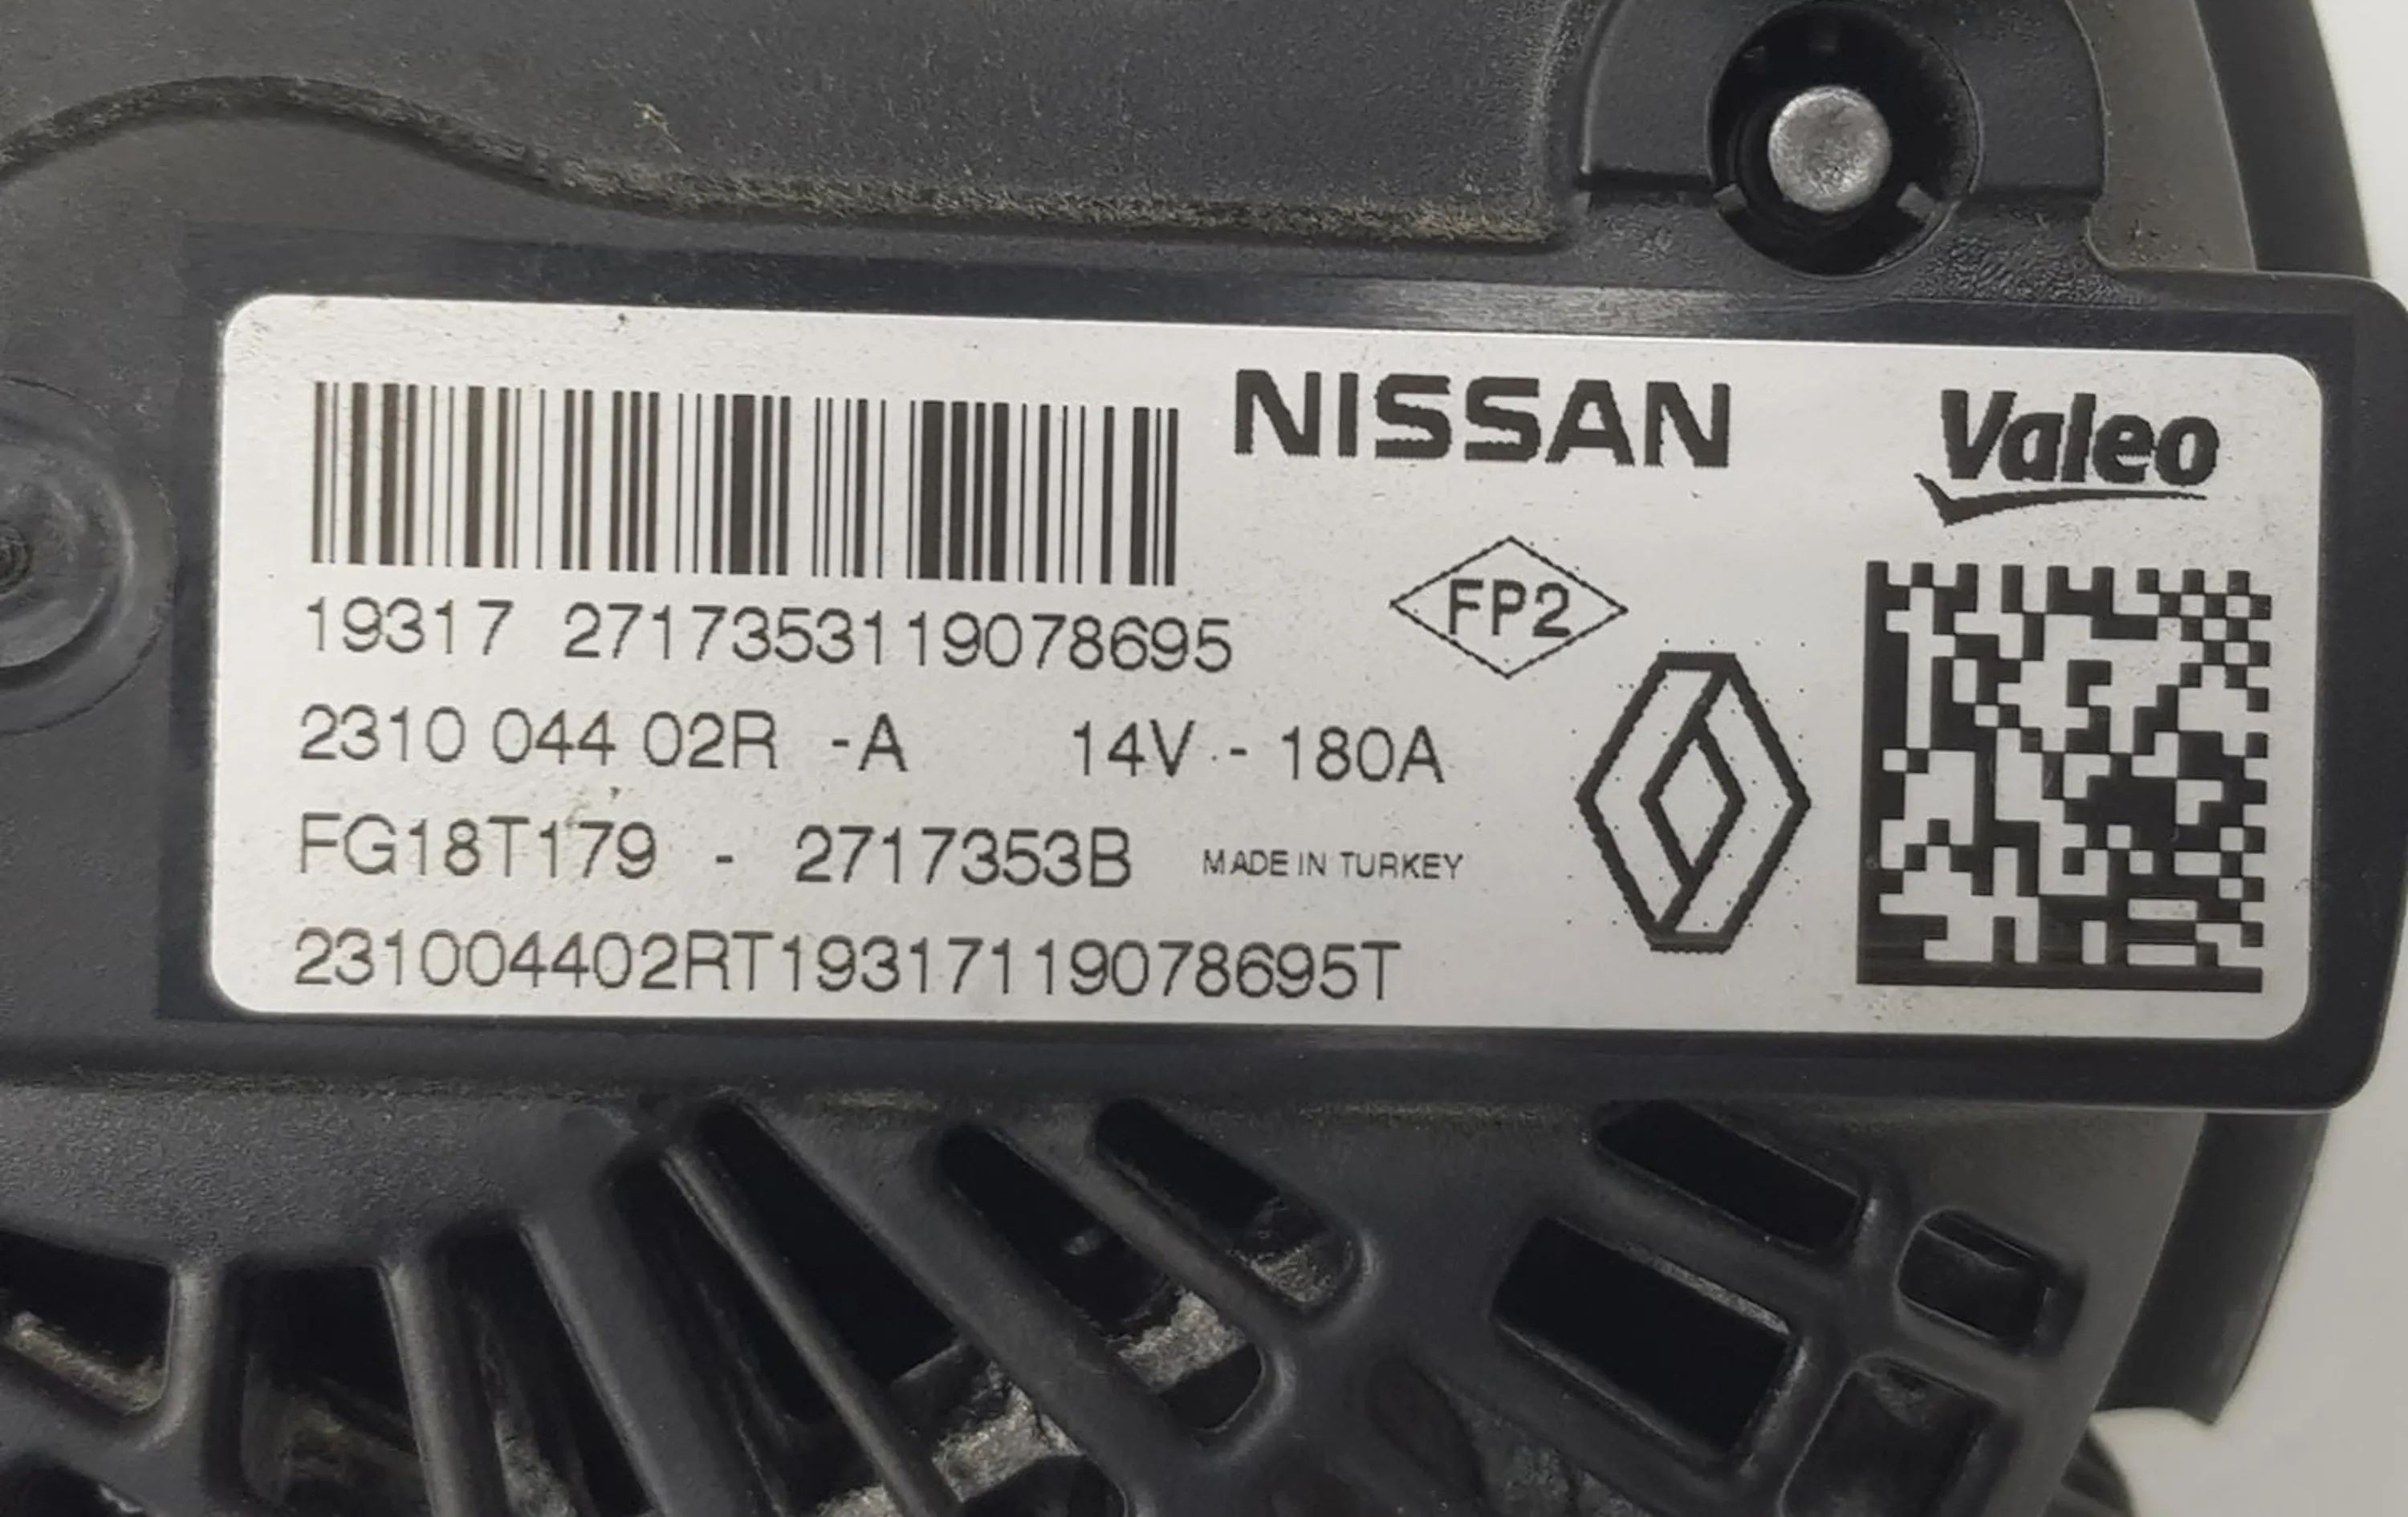 NISSAN
Valeo
19317 2717353119078695
FP2
2310 044 02R -A 14V - 180A
FG18T179 - 2717353B MADE IN TURKEY
231004402RT19317119078695T